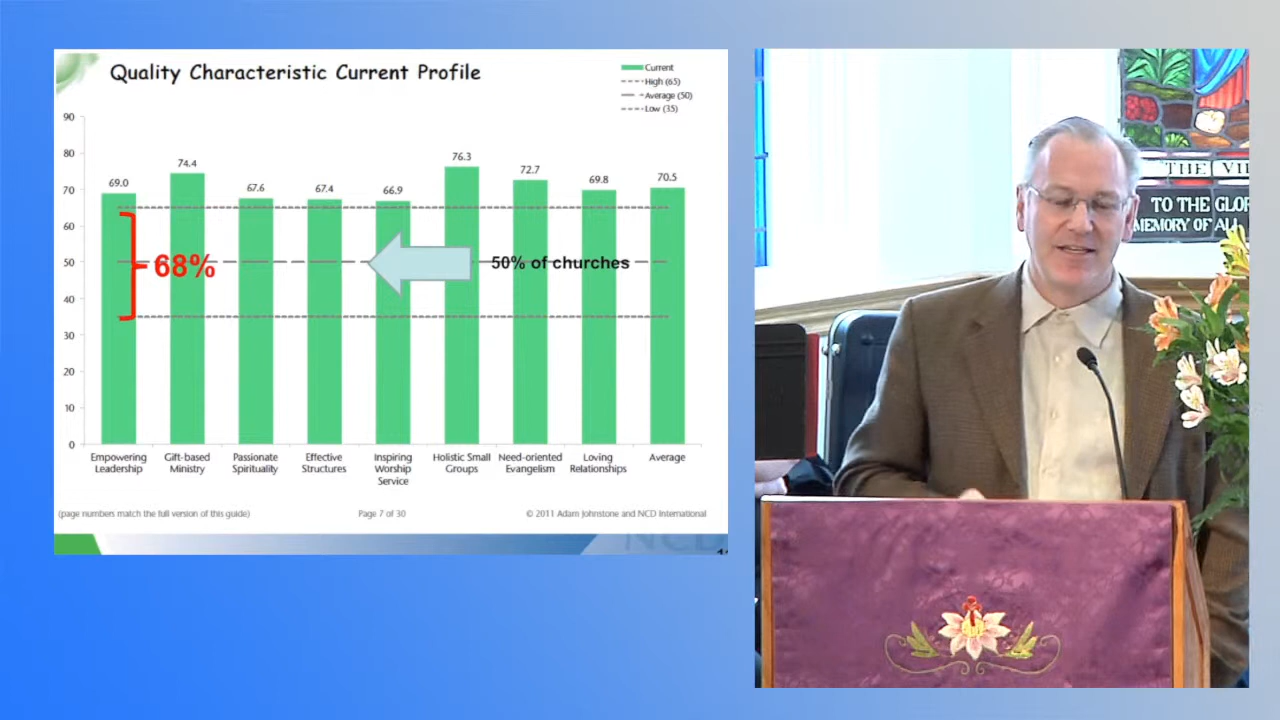 Quality Characteristic Current Profile
Current
High (65)
Average (50)
Low (35)
90
80
70
60
50
40
30
20
10
0
69.0
74.4
67.6
67.4
66.9
76.3
72.7
69.8
70.5
68%
50% of churches
Empowering
Leadership
Gift-based
Ministry
Passionate
Spirituality
Effective
Structures
Inspiring
Worship
Service
Holistic Small
Groups
Need-oriented
Evangelism
Loving
Relationships
Average
(page numbers match the full version of this guide)
Page 7 of 30
© 2011 Adam Johnstone and NCD International
NCD
THE VI
TO THE GLOR
MEMORY OF ALL